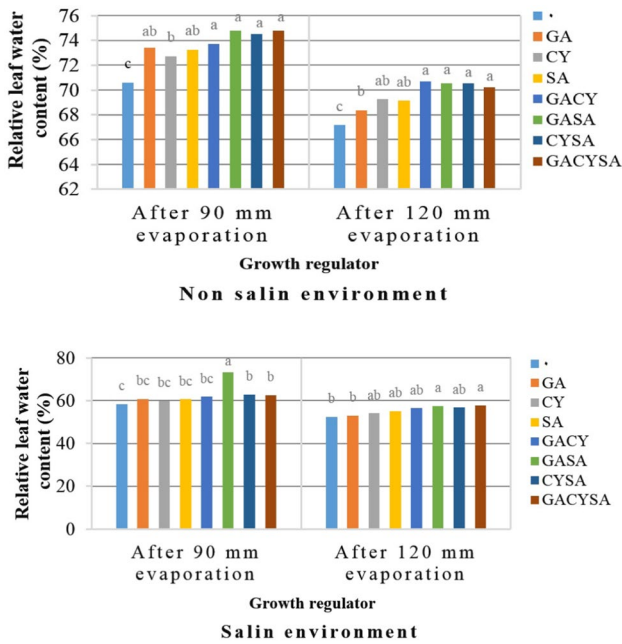 Relative leaf water
content (%)
76
74
72
70
68
66
64
62
c
ab
b
ab
a
a
a
a
c
b
ab
ab
a
a
a
a
After 90 mm
evaporation
After 120 mm
evaporation
Growth regulator
Non salin environment
.
GA
CY
SA
GACY
GASA
CYSA
GACYSA
Relative leaf water
content (%)
80
60
40
20
0
c
bc
bc
bc
bc
a
b
b
b
b
ab
ab
ab
a
ab
a
After 90 mm
evaporation
After 120 mm
evaporation
Growth regulator
Salin environment
.
GA
CY
SA
GACY
GASA
CYSA
GACYSA